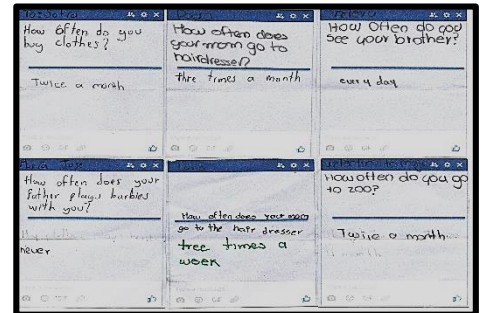 How often do you
buy clothes?
Twice a month
How often does
your mom go to
hairdresser?
thre times a month
How often do you
see your brother?
every day
How often does your
father plays barbies
with you?
never
How often does your mom
go to the hair dresser
tree times a
week
How often do you go
to zoo?
Twice a month